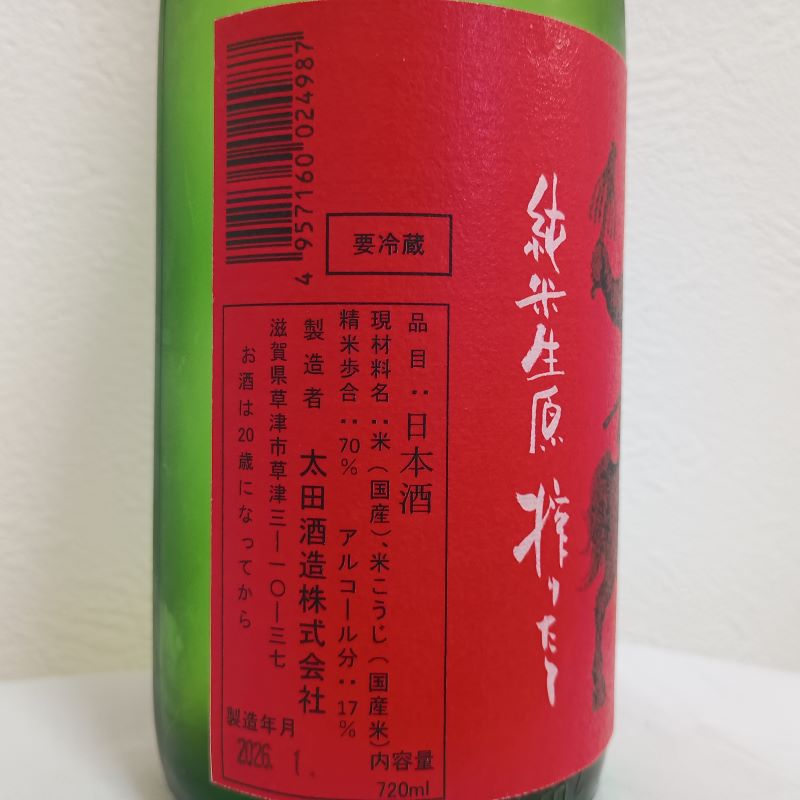 純米生原 搾りたて
4 957160 024987
要冷蔵
品目：日本酒
現材料名：米（国産）、米こうじ（国産米）
精米歩合：70％ アルコール分：17％
製造者 太田酒造株式会社
滋賀県草津市草津三ー一〇ー三七
お酒は20歳になってから
内容量
720ml
製造年月
2026. 1.